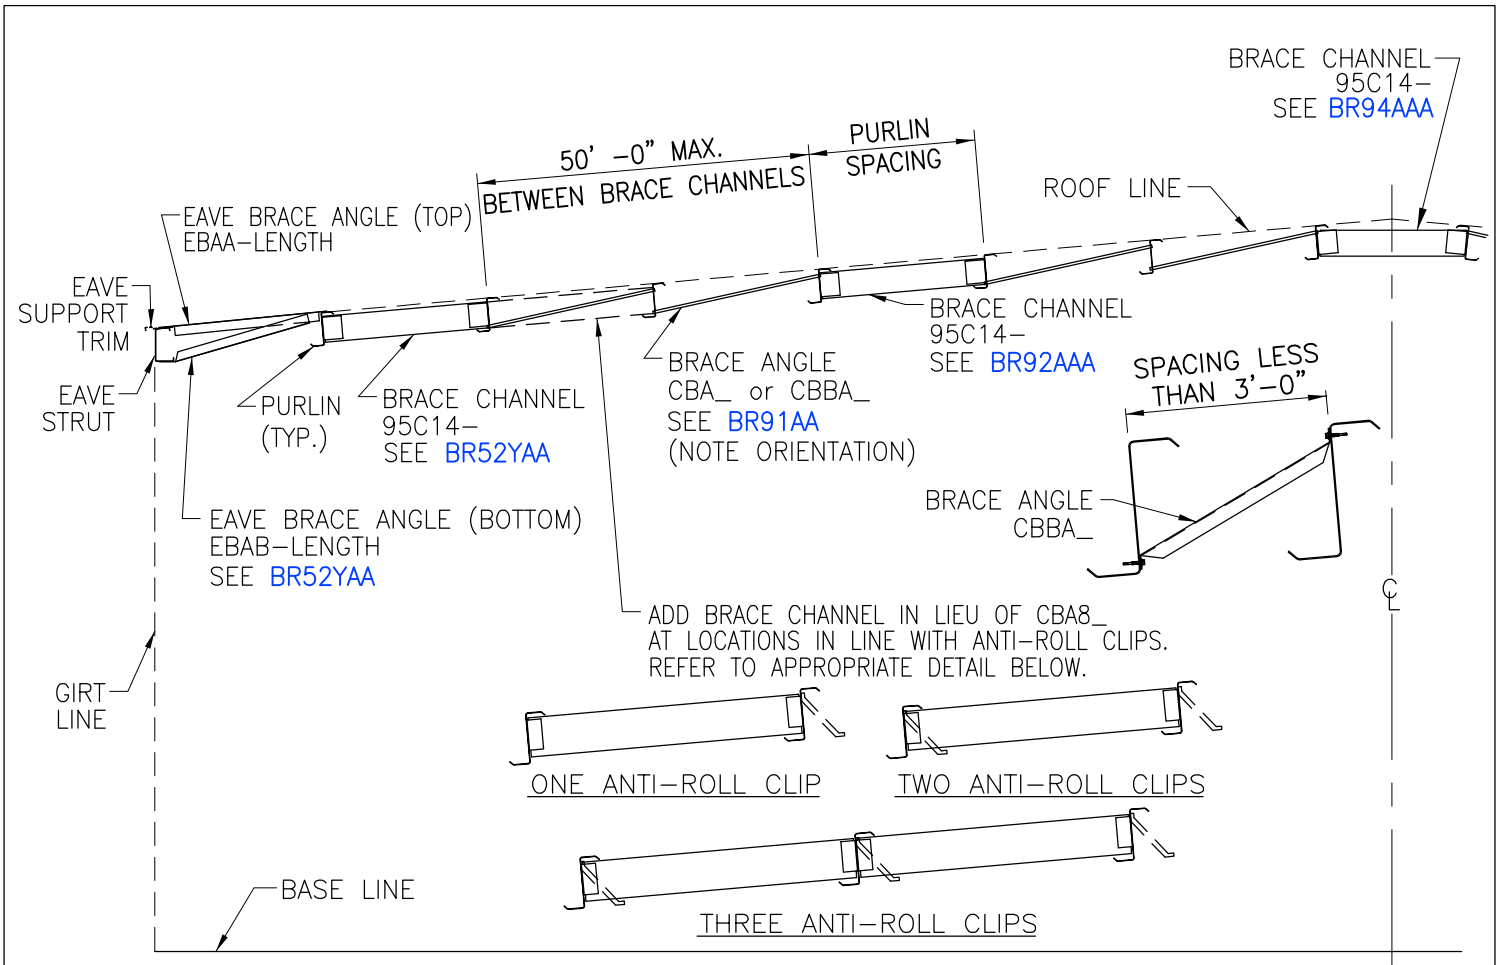 BRACE CHANNEL
95C14-
SEE BR94AAA
50' -0" MAX.
BETWEEN BRACE CHANNELS
PURLIN
SPACING
ROOF LINE
EAVE BRACE ANGLE (TOP)
EBAA-LENGTH
EAVE
SUPPORT
TRIM
EAVE
STRUT
PURLIN
(TYP.)
BRACE CHANNEL
95C14-
SEE BR52YAA
BRACE ANGLE
CBA_ or CBBA_
SEE BR91AA
(NOTE ORIENTATION)
BRACE CHANNEL
95C14-
SEE BR92AAA
SPACING LESS
THAN 3'-0"
BRACE ANGLE
CBBA_
EAVE BRACE ANGLE (BOTTOM)
EBAB-LENGTH
SEE BR52YAA
ADD BRACE CHANNEL IN LIEU OF CBA8_
AT LOCATIONS IN LINE WITH ANTI-ROLL CLIPS.
REFER TO APPROPRIATE DETAIL BELOW.
℄
GIRT
LINE
ONE ANTI-ROLL CLIP
TWO ANTI-ROLL CLIPS
THREE ANTI-ROLL CLIPS
BASE LINE